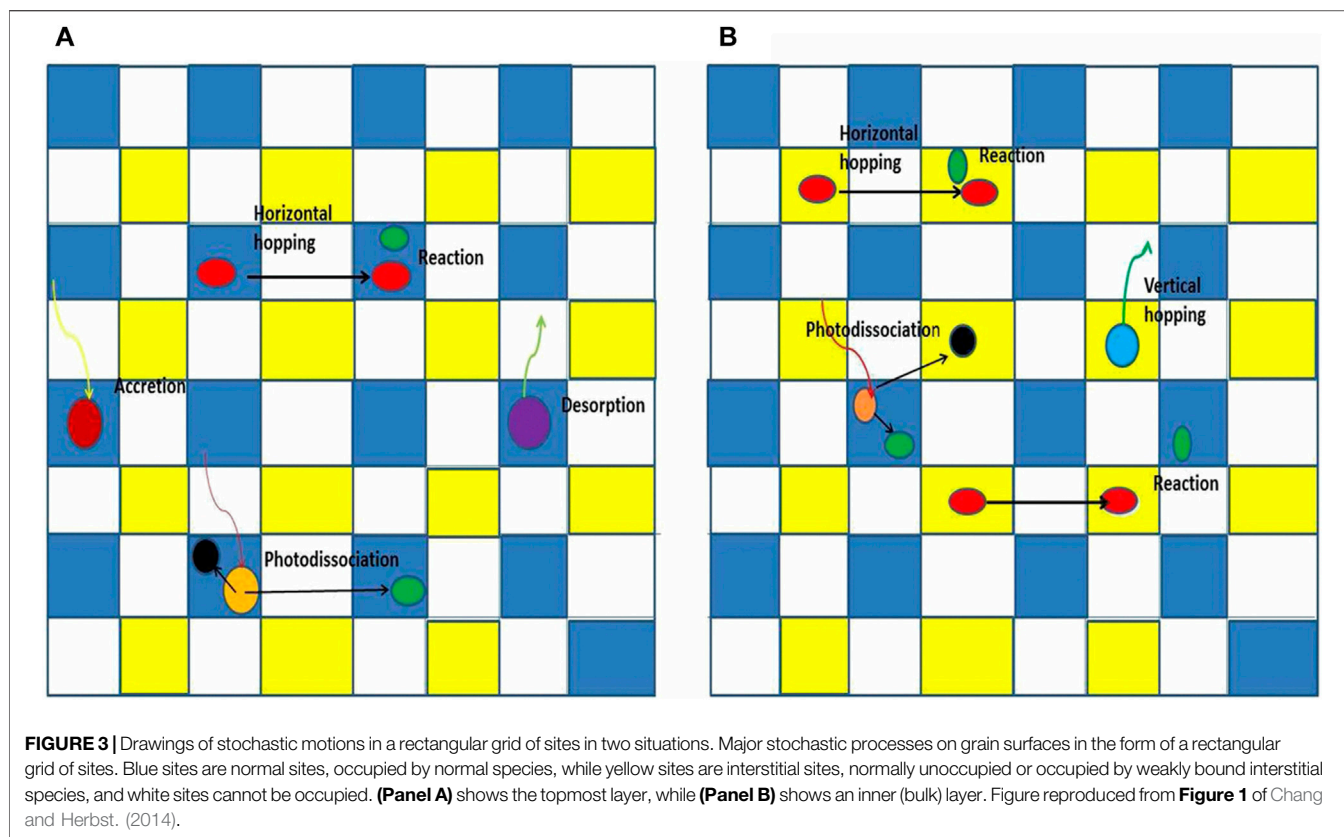 A
Horizontal
hopping
Reaction
Accretion
Desorption
Photodissociation
B
Horizontal
hopping
Reaction
Vertical
hopping
Photodissociation
Reaction
FIGURE 3 | Drawings of stochastic motions in a rectangular grid of sites in two situations. Major stochastic processes on grain surfaces in the form of a rectangular
grid of sites. Blue sites are normal sites, occupied by normal species, while yellow sites are interstitial sites, normally unoccupied or occupied by weakly bound interstitial
species, and white sites cannot be occupied. (Panel A) shows the topmost layer, while (Panel B) shows an inner (bulk) layer. Figure reproduced from Figure 1 of Chang
and Herbst. (2014).